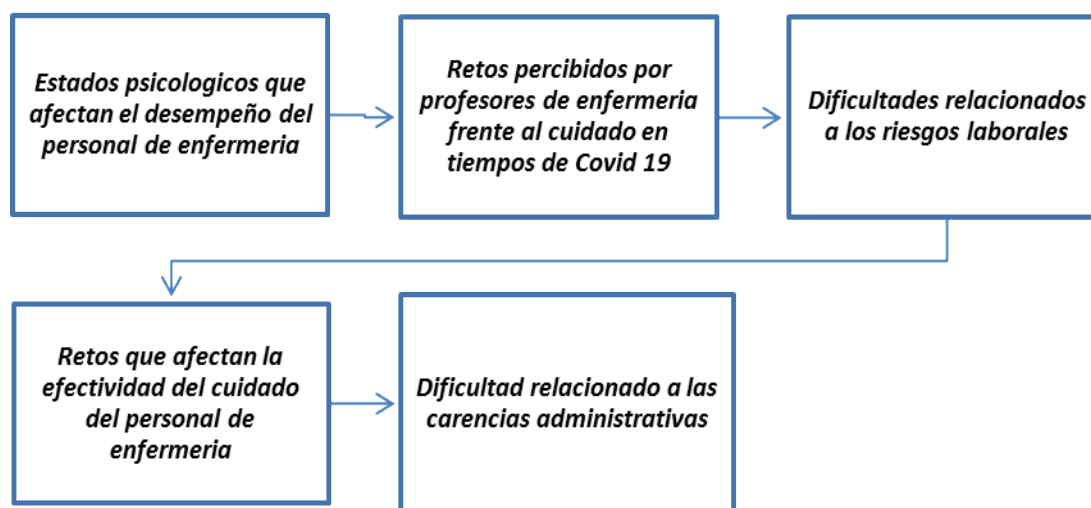 Estados psicologicos que
afectan el desempeño del
personal de enfermeria
Retos percibidos por
profesores de enfermeria
frente al cuidado en
tiempos de Covid 19
Dificultades relacionados
a los riesgos laborales
Retos que afectan la
efectividad del cuidado
del personal de
enfermeria
Dificultad relacionado a las
carencias administrativas